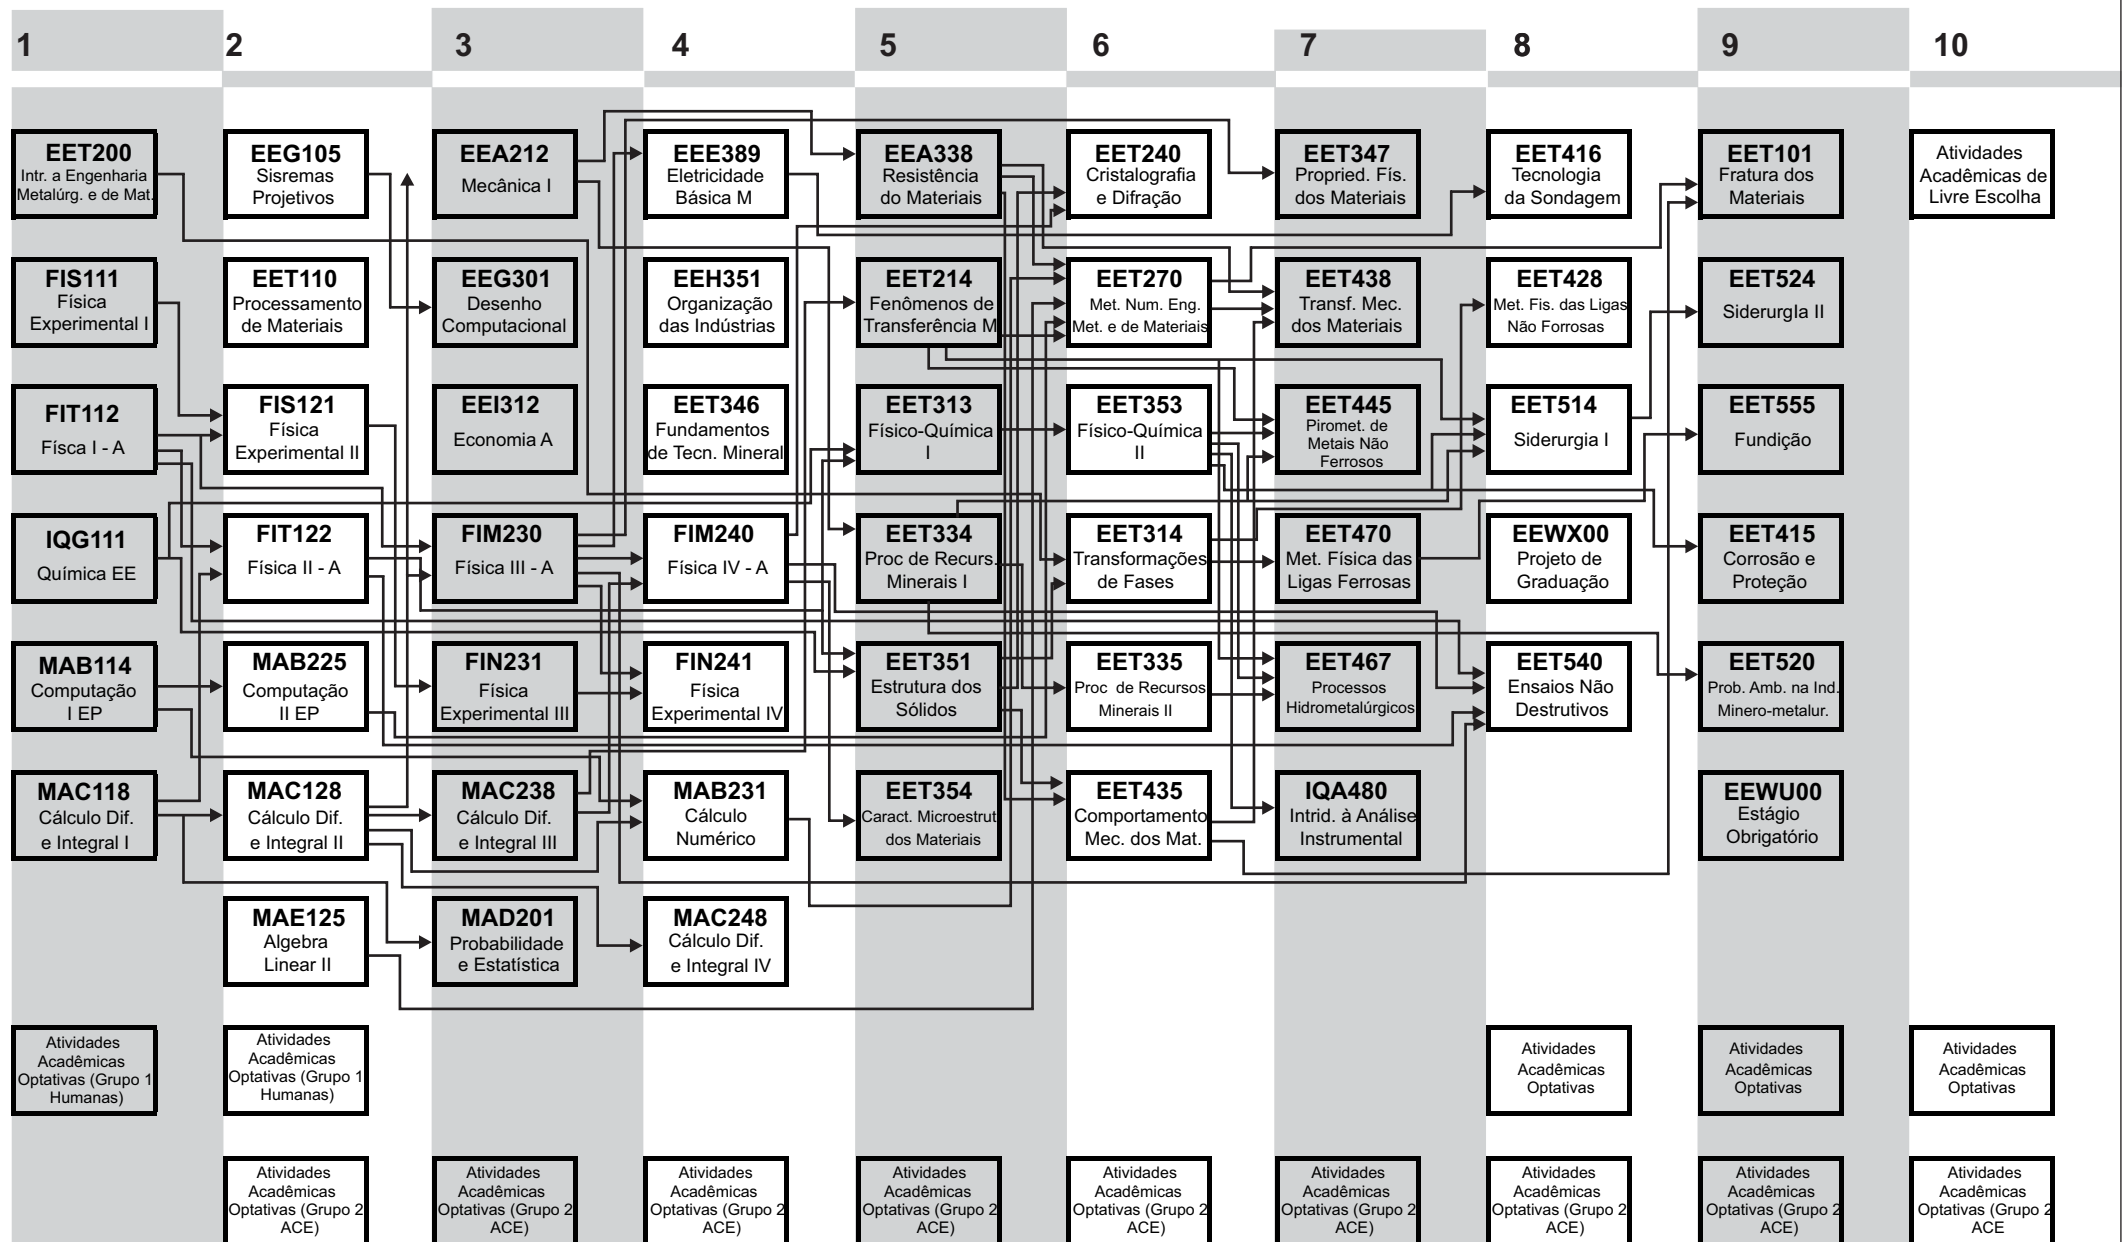 1
2
3
4
5
6
7
8
9
10
EET200
Intr. a Engenharia
Metalúrg. e de Mat.
FIS111
Física
Experimental I
FIT112
Físca I - A
IQG111
Química EE
MAB114
Computação
I EP
MAC118
Cálculo Dif.
e Integral I
Atividades
Acadêmicas
Optativas (Grupo 1
Humanas)
EEG105
Sisremas
Projetivos
EET110
Processamento
de Materiais
FIS121
Física
Experimental II
FIT122
Física II - A
MAB225
Computação
II EP
MAC128
Cálculo Dif.
e Integral II
MAE125
Algebra
Linear II
Atividades
Acadêmicas
Optativas (Grupo 1
Humanas)
Atividades
Acadêmicas
Optativas (Grupo 2
ACE)
EEA212
Mecânica I
EEG301
Desenho
Computacional
EEI312
Economia A
FIM230
Física III - A
FIN231
Física
Experimental III
MAC238
Cálculo Dif.
e Integral III
MAD201
Probabilidade
e Estatística
Atividades
Acadêmicas
Optativas (Grupo 2
ACE)
EEE389
Eletricidade
Básica M
EEH351
Organização
das Indústrias
EET346
Fundamentos
de Tecn. Mineral
FIM240
Física IV - A
FIN241
Física
Experimental IV
MAB231
Cálculo
Numérico
MAC248
Cálculo Dif.
e Integral IV
Atividades
Acadêmicas
Optativas (Grupo 2
ACE)
EEA338
Resistência
do Materiais
EET214
Fenômenos de
Transferência M
EET313
Físico-Química
I
EET334
Proc de Recurs.
Minerais I
EET351
Estrutura dos
Sólidos
EET354
Caract. Microestrut
dos Materiais
Atividades
Acadêmicas
Optativas (Grupo 2
ACE)
EET240
Cristalografia
e Difração
EET270
Met. Num. Eng.
Met. e de Materiais
EET353
Físico-Química
II
EET314
Transformações
de Fases
EET335
Proc de Recursos
Minerais II
EET435
Comportamento
Mec. dos Mat.
Atividades
Acadêmicas
Optativas (Grupo 2
ACE)
EET347
Propried. Fís.
dos Materiais
EET438
Transf. Mec.
dos Materiais
EET445
Piromet. de
Metais Não
Ferrosos
EET470
Met. Física das
Ligas Ferrosas
EET467
Processos
Hidrometalúrgicos
IQA480
Intrid. à Análise
Instrumental
Atividades
Acadêmicas
Optativas (Grupo 2
ACE)
EET416
Tecnologia
da Sondagem
EET428
Met. Fis. das Ligas
Não Forrosas
EET514
Siderurgia I
EEWX00
Projeto de
Graduação
EET540
Ensaios Não
Destrutivos
Atividades
Acadêmicas
Optativas
Atividades
Acadêmicas
Optativas (Grupo 2
ACE)
EET101
Fratura dos
Materiais
EET524
SiderurgIa II
EET555
Fundição
EET415
Corrosão e
Proteção
EET520
Prob. Amb. na Ind.
Minero-metalur.
EEWU00
Estágio
Obrigatório
Atividades
Acadêmicas
Optativas
Atividades
Acadêmicas
Optativas (Grupo 2
ACE)
Atividades
Acadêmicas de
Livre Escolha
Atividades
Acadêmicas
Optativas
Atividades
Acadêmicas
Optativas (Grupo 2
ACE